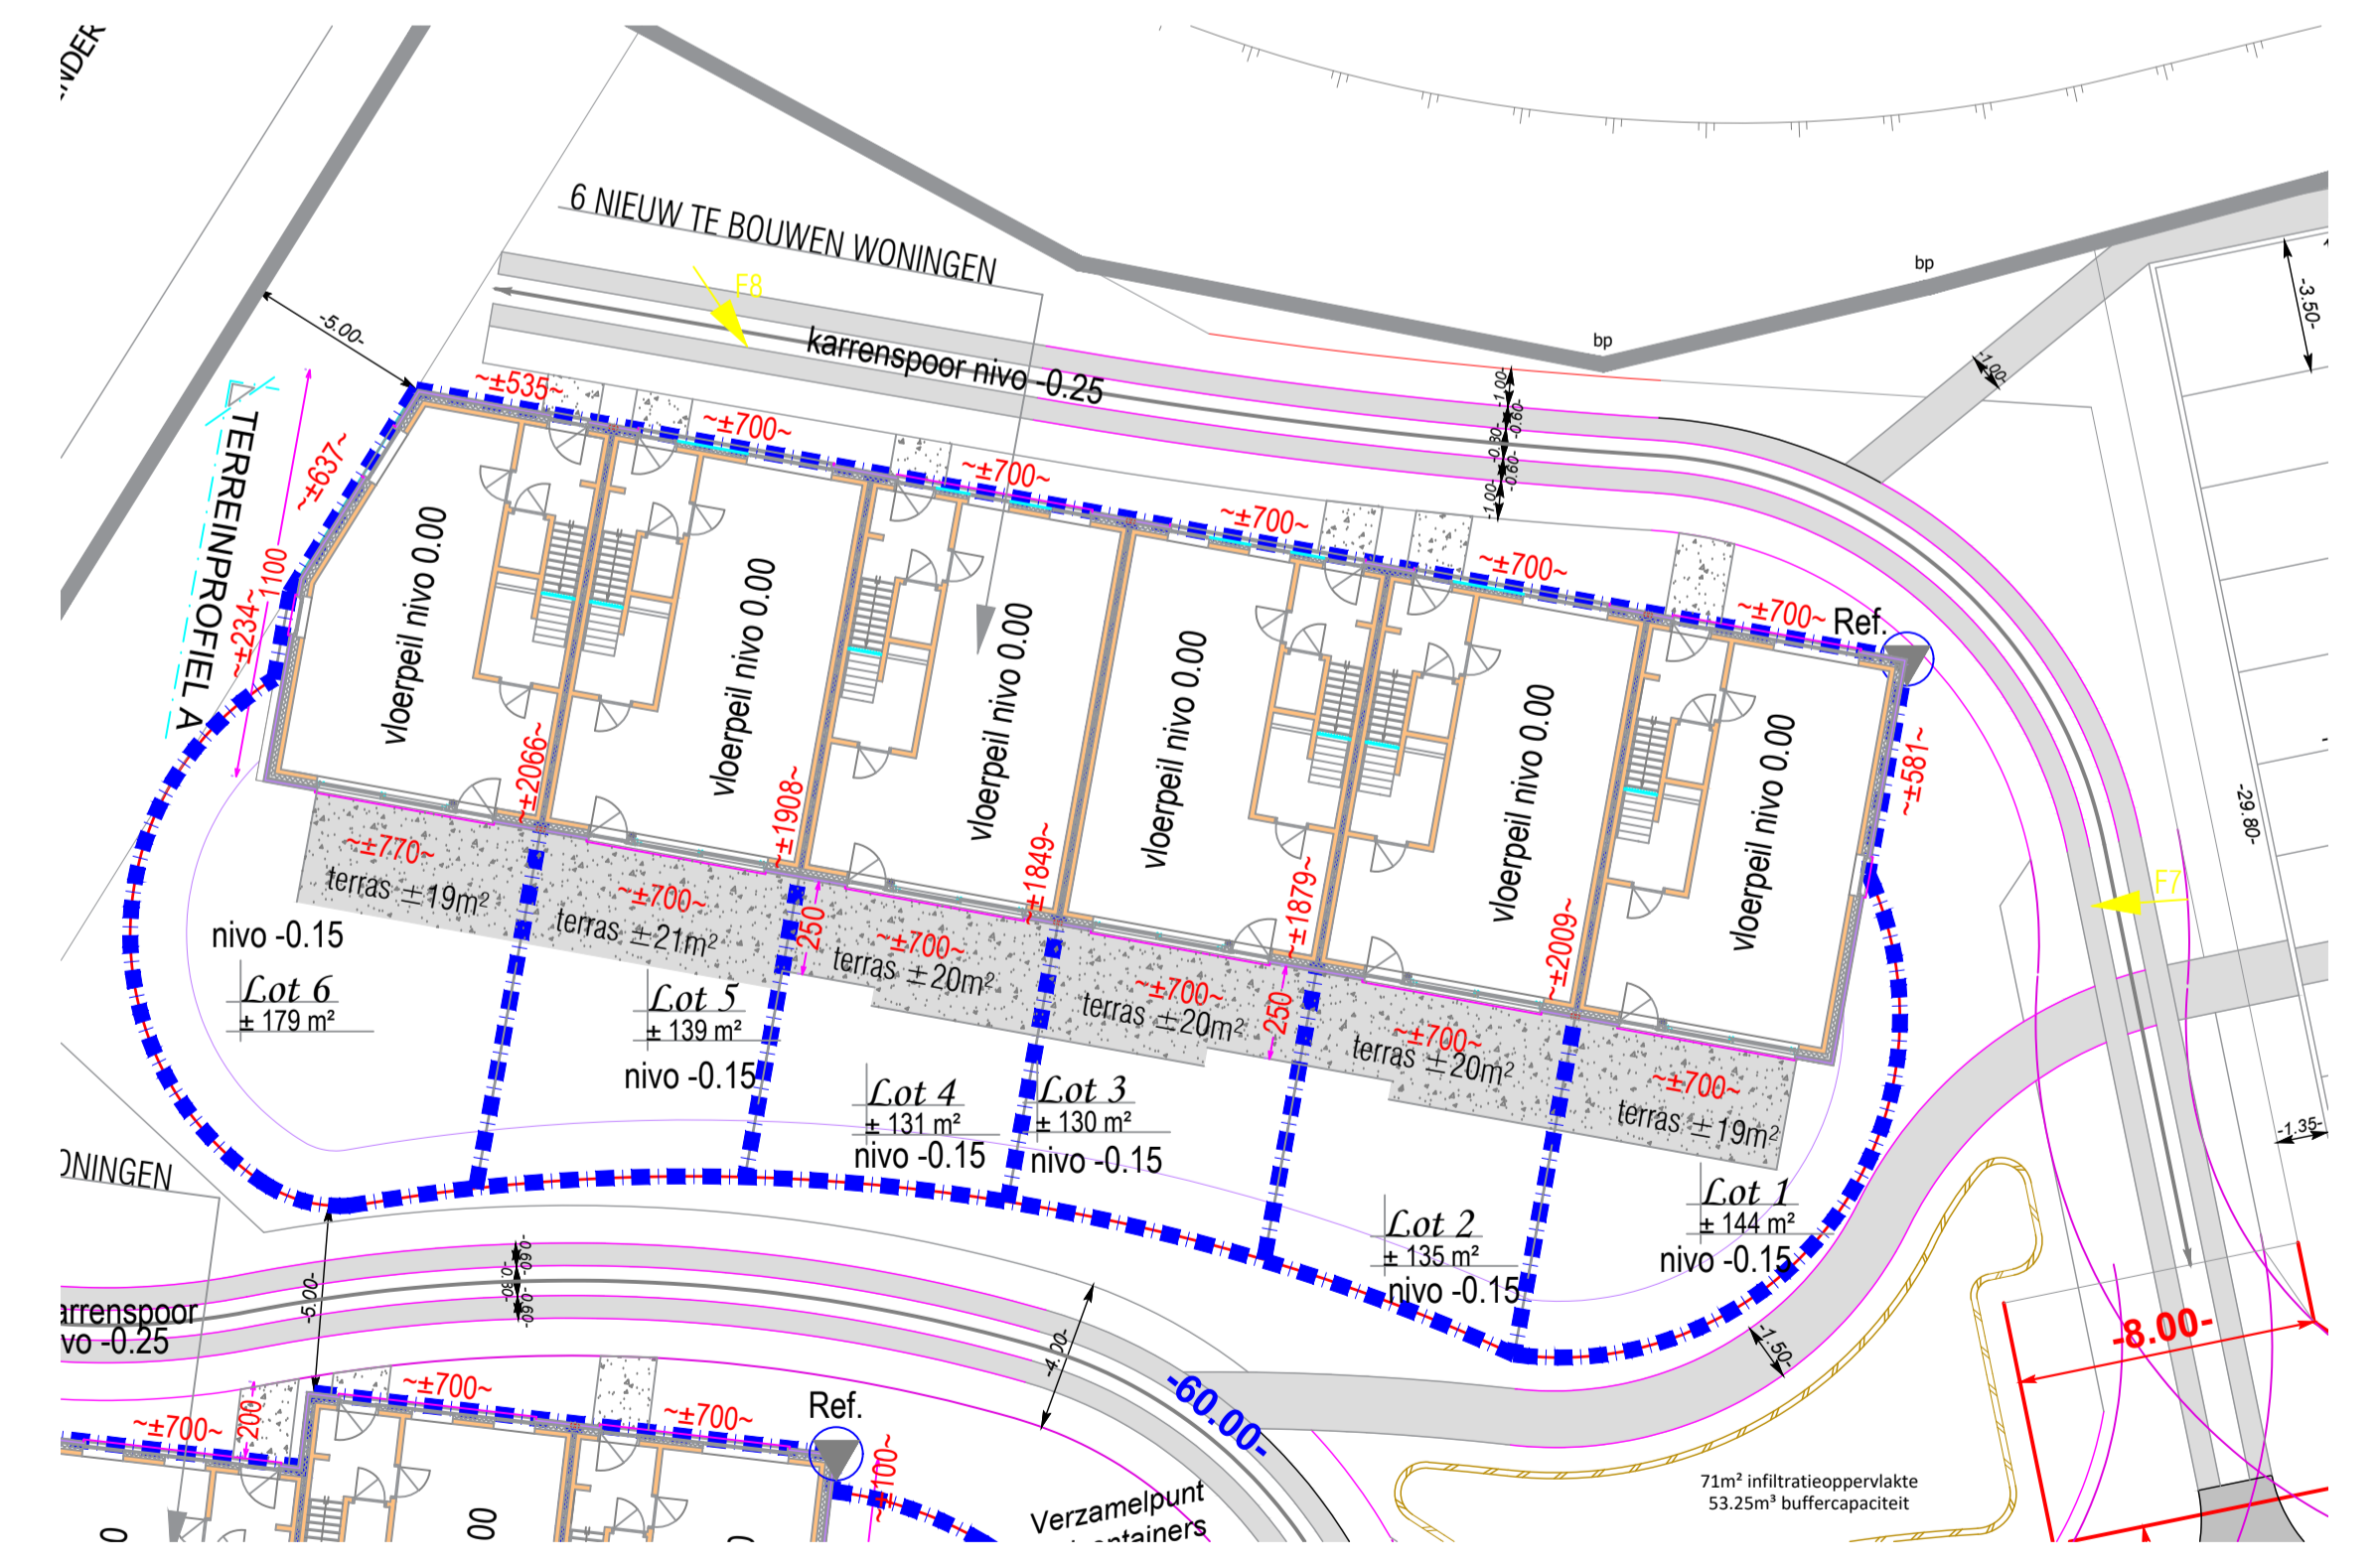 6 NIEUW TE BOUWEN WONINGEN
F8
karrenspoor nivo -0.25
bp
bp
-5.00-
-3.50-
-1.00-
-1.00-
-0.60-
-0.60-
-1.00-
TERREINPROFIEL A
1100
~±637~
~±234~
~±535~
~±700~
~±700~
~±700~
~±700~
~±700~
Ref.
~±581~
vloerpeil nivo 0.00
vloerpeil nivo 0.00
vloerpeil nivo 0.00
vloerpeil nivo 0.00
vloerpeil nivo 0.00
vloerpeil nivo 0.00
~±2066~
~±1908~
~±1849~
~±1879~
~±2009~
-29.80-
F7
~±770~
terras ±19m²
~±700~
terras ±21m²
250
~±700~
terras ±20m²
~±700~
terras ±20m²
250
~±700~
terras ±20m²
~±700~
terras ±19m²
nivo -0.15
Lot 6
± 179 m²
Lot 5
± 139 m²
nivo -0.15
Lot 4
± 131 m²
nivo -0.15
Lot 3
± 130 m²
nivo -0.15
Lot 2
± 135 m²
nivo -0.15
Lot 1
± 144 m²
nivo -0.15
-1.35-
ONINGEN
-5.00-
-4.00-
-1.50-
-8.00-
-60.00-
arrenspoor
vo -0.25
~±700~
200
~±700~
~±700~
Ref.
~±100~
Verzamelpunt
71m² infiltratieoppervlakte
53.25m³ buffercapaciteit